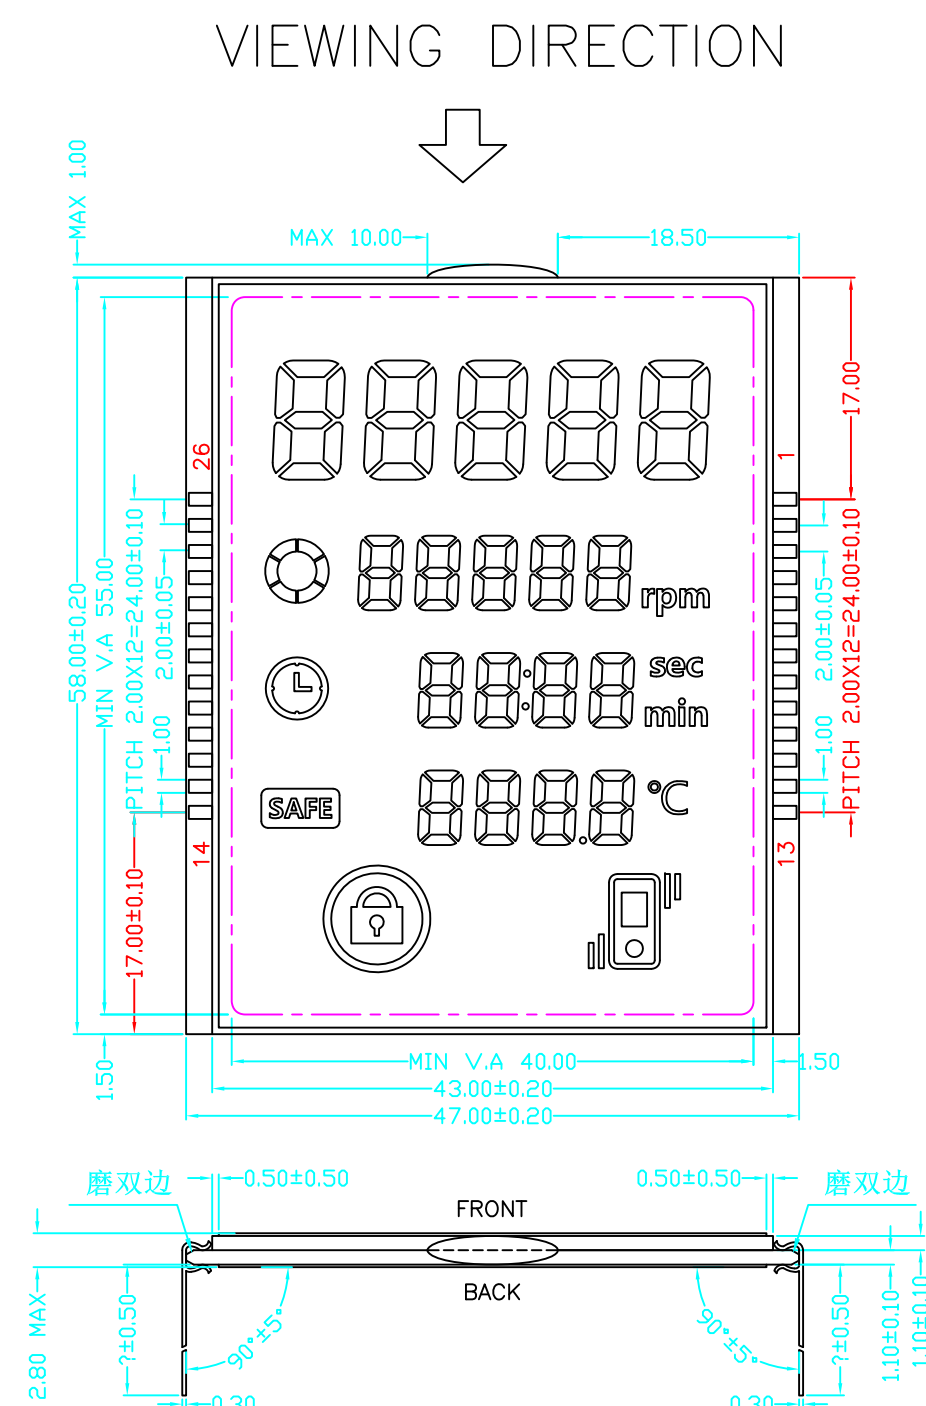 VIEWING DIRECTION
MAX 1.00
MAX 10.00
18.50
17.00
26
1
58.00±0.20
MIN V.A 55.00
PITCH 2.00X12=24.00±0.10
2.00±0.05
1.00
2.00±0.05
PITCH 2.00X12=24.00±0.10
1.00
rpm
sec
min
SAFE
°C
14
13
17.00±0.10
1.50
MIN V.A 40.00
1.50
43.00±0.20
47.00±0.20
磨双边
0.50±0.50
0.50±0.50
磨双边
FRONT
BACK
2.80 MAX
?±0.50
90°±5°
90°±5°
?±0.50
1.10±0.10
1.10±0.10
0.30
0.30